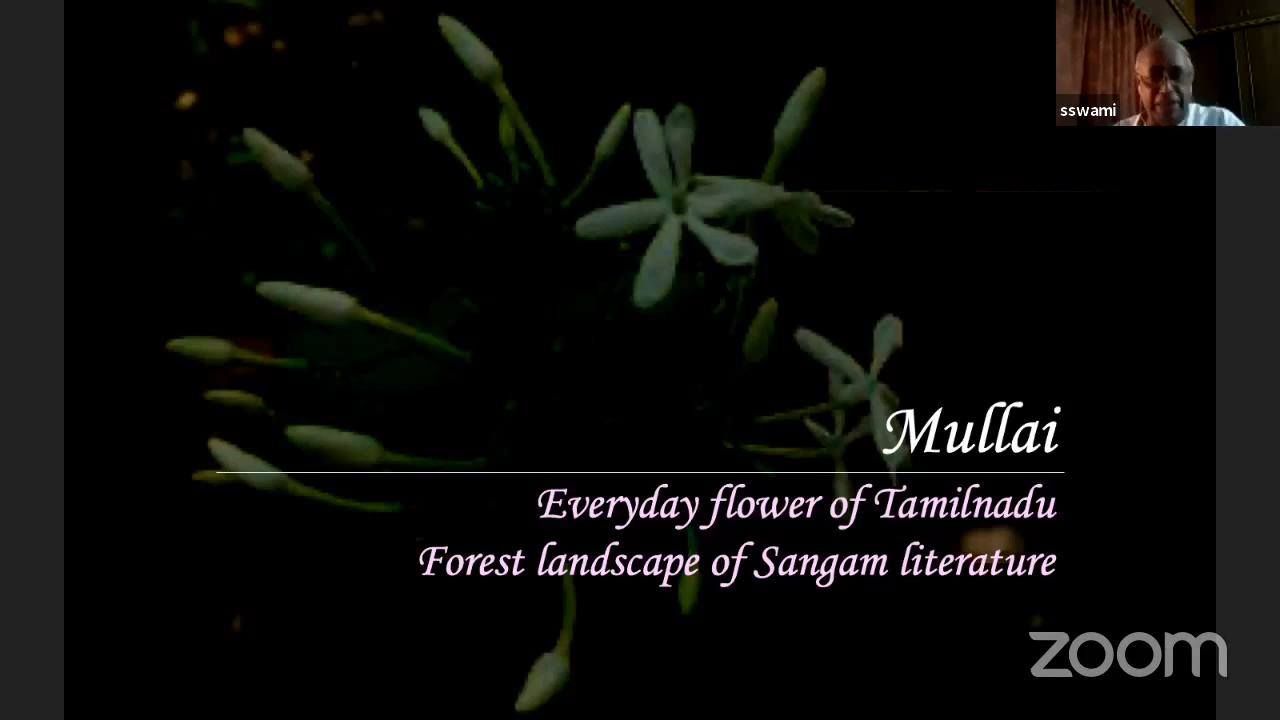 sswami
Mullai
Everyday flower of Tamilnadu
Forest landscape of Sangam literature
zoom